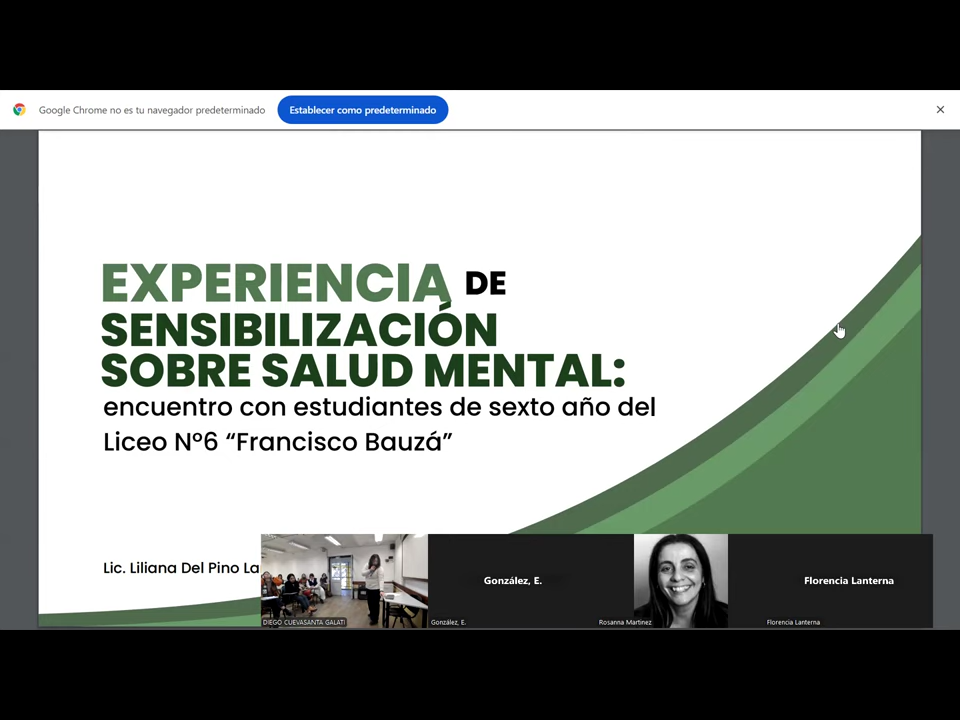 Google Chrome no es tu navegador predeterminado
Establecer como predeterminado
EXPERIENCIA DE
SENSIBILIZACIÓN
SOBRE SALUD MENTAL:
encuentro con estudiantes de sexto año del
Liceo N°6 “Francisco Bauzá”
Lic. Liliana Del Pino La
González, E.
Florencia Lanterna
DIEGO CUEVASANTA GALATI
González, E.
Rosanna Martinez
Florencia Lanterna